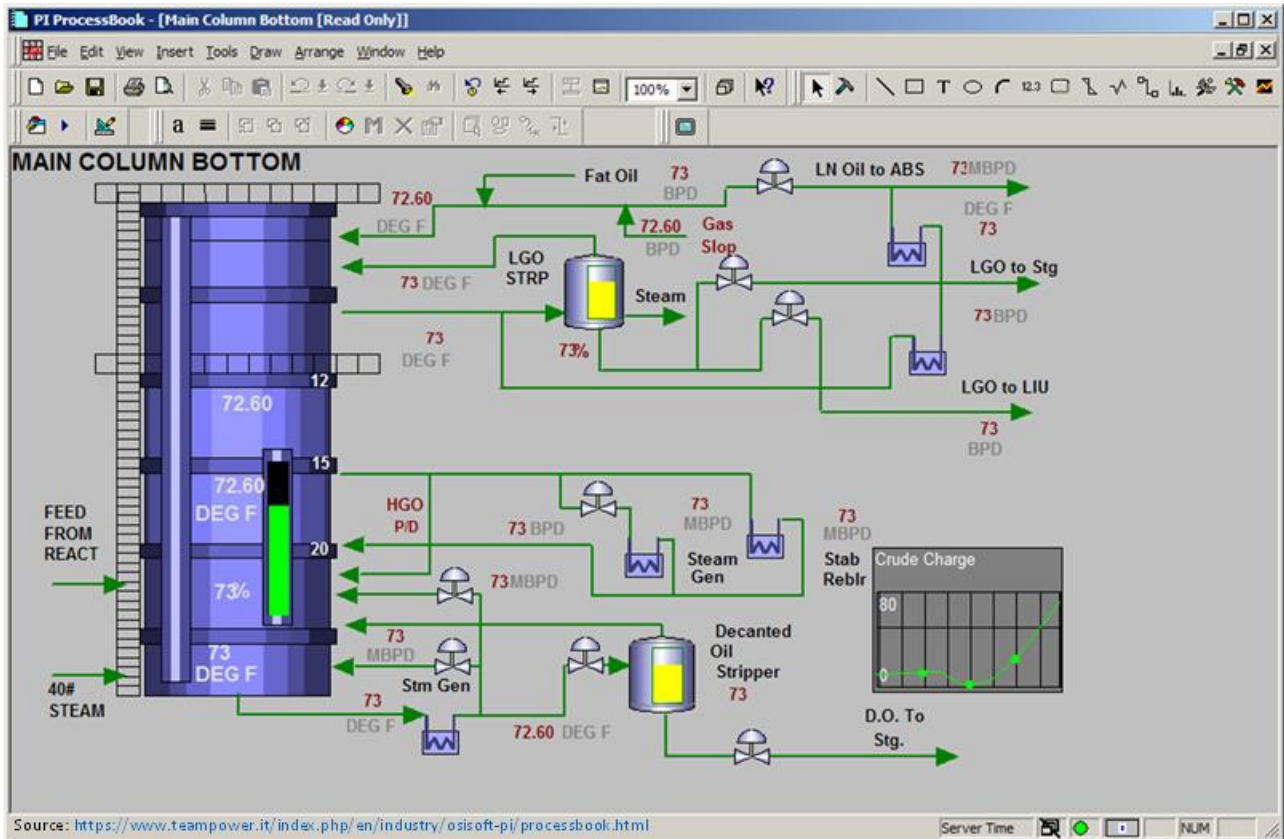 PI ProcessBook - [Main Column Bottom [Read Only]]
File Edit View Insert Tools Draw Arrange Window Help
100%
12.3
a
MAIN COLUMN BOTTOM
72.60
DEG F
Fat Oil
73
BPD
LN Oil to ABS
73MBPD
DEG F
73
72.60
BPD
Gas
Slop
LGO
STRP
73 DEG F
Steam
LGO to Stg
73BPD
73
DEG F
73%
12
LGO to LIU
73
BPD
72.60
15
72.60
DEG F
HGO
P/D
FEED
FROM
REACT
20
73 BPD
73
MBPD
73
MBPD
Steam
Gen
Stab
Reblr
Crude Charge
80
0
73%
73MBPD
73
DEG F
73
MBPD
Decanted
Oil
Stripper
73
Stm Gen
40#
STEAM
73
DEG F
72.60 DEG F
D.O. To
Stg.
Source: https://www.teampower.it/index.php/en/industry/osisoft-pi/processbook.html
Server Time
NUM